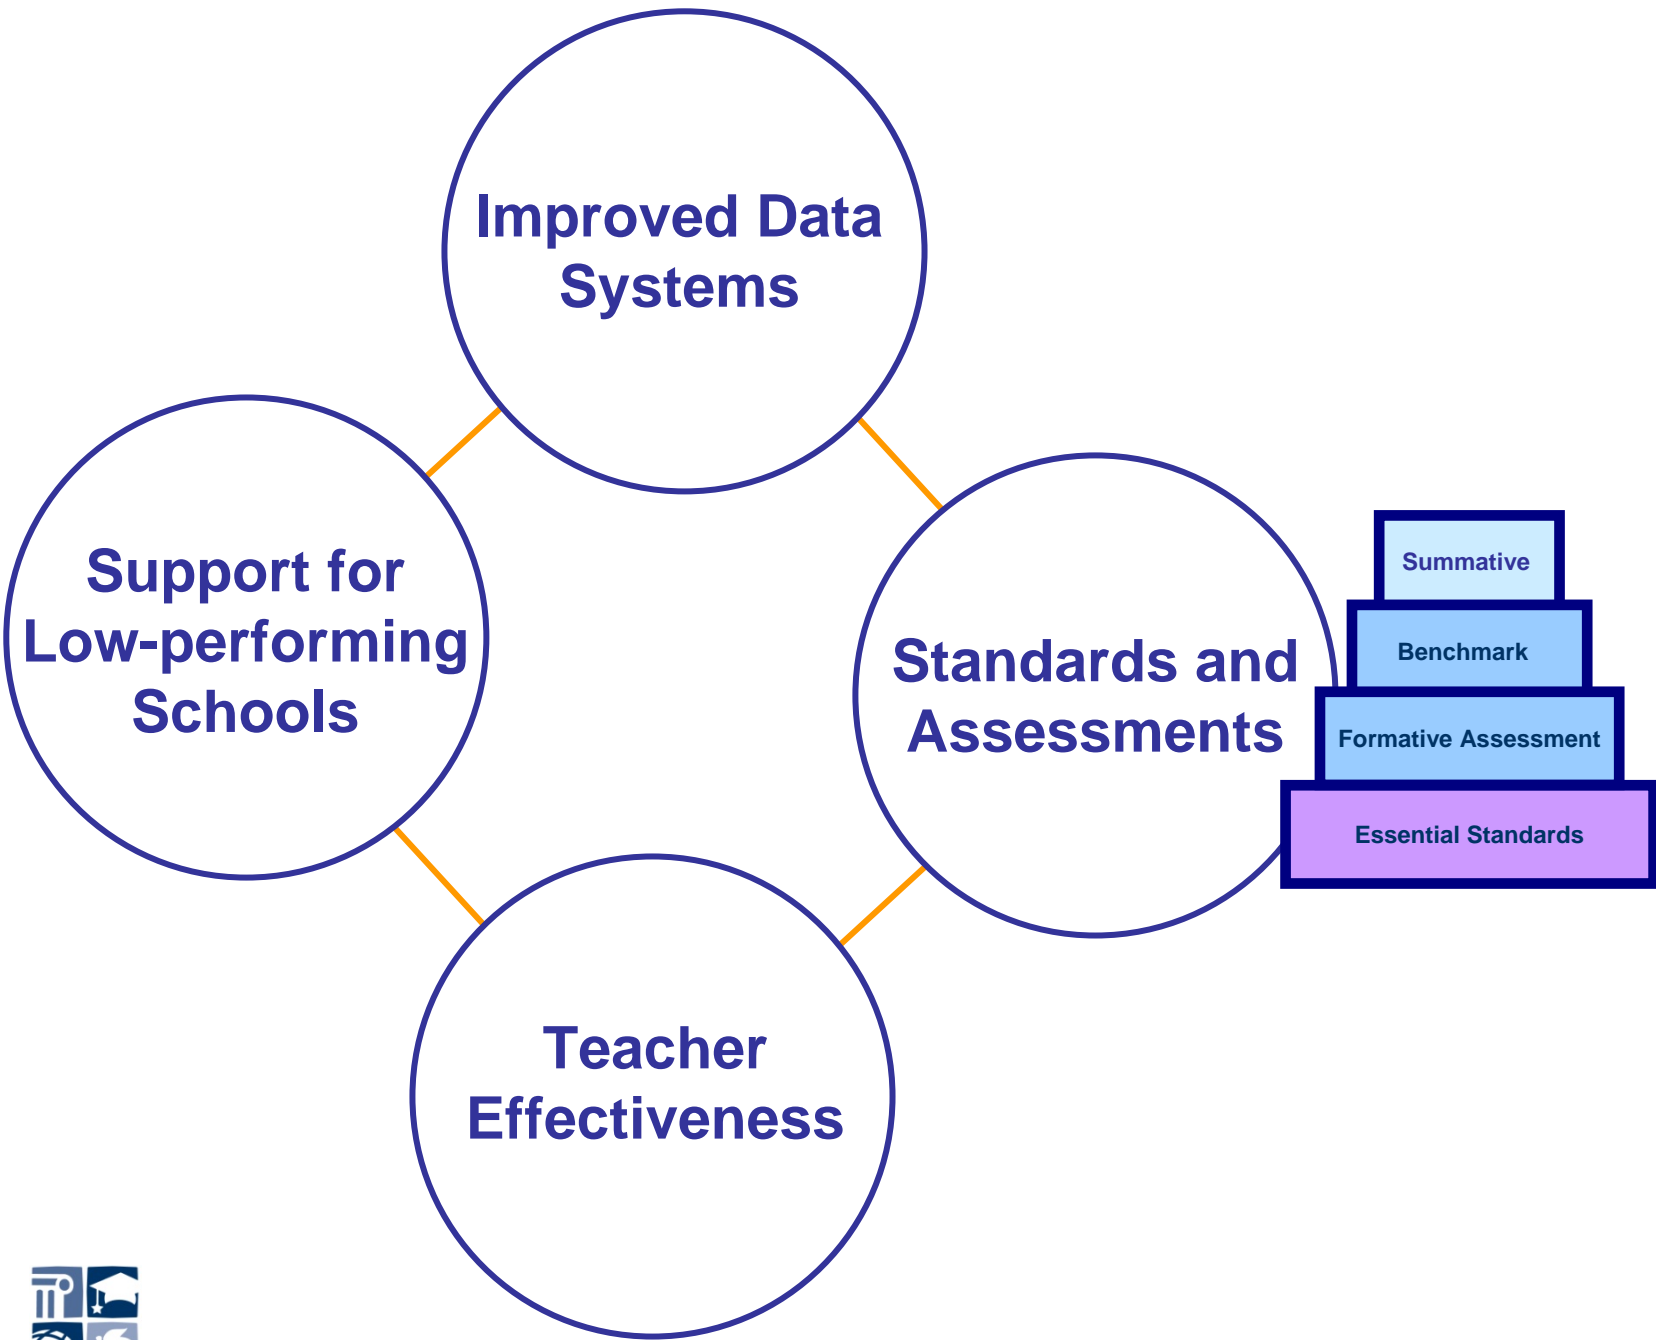 Improved Data
Systems
Support for
Low-performing
Schools
Standards and
Assessments
Summative
Benchmark
Formative Assessment
Essential Standards
Teacher
Effectiveness